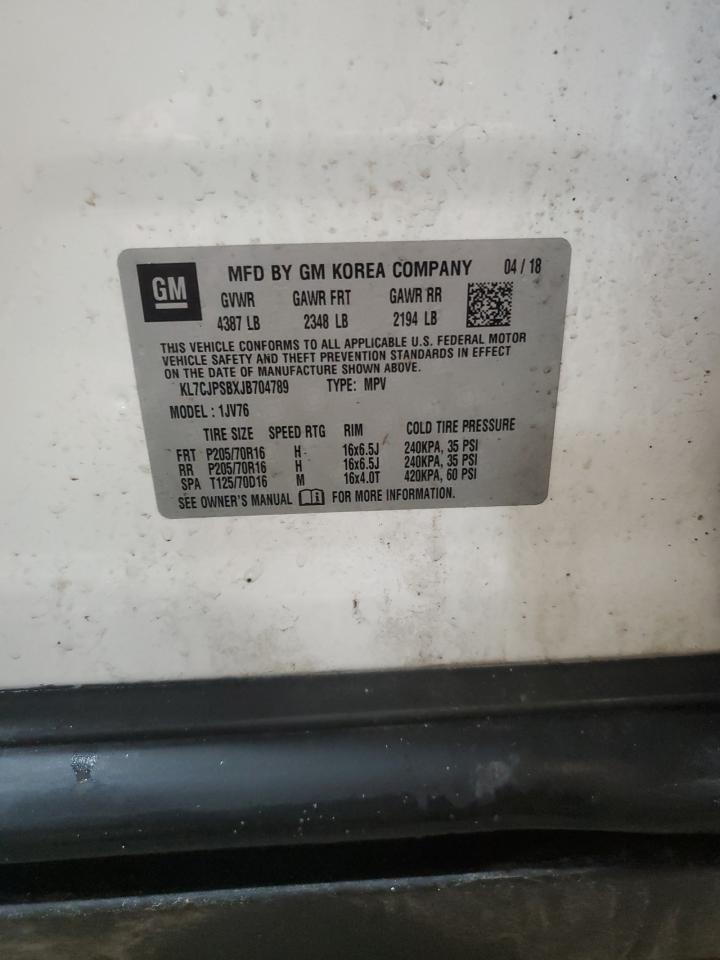 GM MFD BY GM KOREA COMPANY 04 / 18
GVWR GAWR FRT GAWR RR
4387 LB 2348 LB 2194 LB
THIS VEHICLE CONFORMS TO ALL APPLICABLE U.S. FEDERAL MOTOR
VEHICLE SAFETY AND THEFT PREVENTION STANDARDS IN EFFECT
ON THE DATE OF MANUFACTURE SHOWN ABOVE.
KL7CJPSBXJB704789 TYPE: MPV
MODEL : 1JV76
TIRE SIZE SPEED RTG RIM COLD TIRE PRESSURE
FRT P205/70R16 H 16x6.5J 240KPA, 35 PSI
RR P205/70R16 H 16x6.5J 240KPA, 35 PSI
SPA T125/70D16 M 16x4.0T 420KPA, 60 PSI
SEE OWNER'S MANUAL FOR MORE INFORMATION.